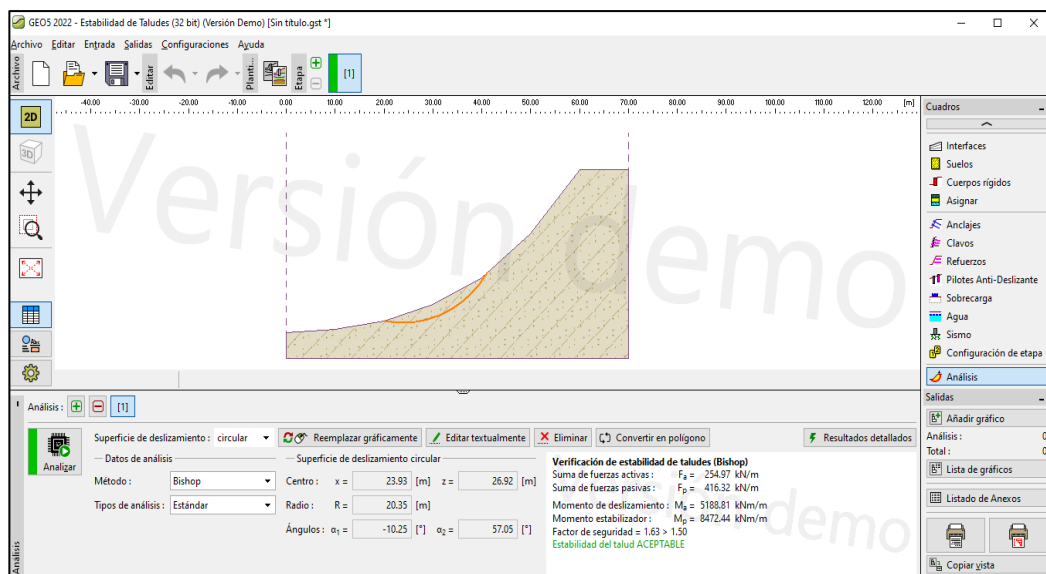 GEO5 2022 - Estabilidad de Taludes (32 bit) (Versión Demo) [Sin título.gst *]
Archivo Editar Entrada Salidas Configuraciones Ayuda
Archivo
Editar
Planti...
Etapa
[1]
-40.00 -30.00 -20.00 -10.00 0.00 10.00 20.00 30.00 40.00 50.00 60.00 70.00 80.00 90.00 100.00 110.00 120.00 [m]
2D
3D
Versión demo
Cuadros
Interfaces
Suelos
Cuerpos rígidos
Asignar
Anclajes
Clavos
Refuerzos
Pilotes Anti-Deslizante
Sobrecarga
Agua
Sismo
Configuración de etapa
Análisis
Salidas
Añadir gráfico
Análisis : 0
Total : 0
Lista de gráficos
Listado de Anexos
Copiar vista
Análisis : [1]
Analizar
Superficie de deslizamiento : circular
Reemplazar gráficamente
Editar textualmente
Eliminar
Convertir en polígono
Resultados detallados
Datos de análisis
Método : Bishop
Tipos de análisis : Estándar
Superficie de deslizamiento circular
Centro : x = 23.93 [m] z = 26.92 [m]
Radio : R = 20.35 [m]
Ángulos : α1 = -10.25 [°] α2 = 57.05 [°]
Verificación de estabilidad de taludes (Bishop)
Suma de fuerzas activas : Fa = 254.97 kN/m
Suma de fuerzas pasivas : Fp = 416.32 kN/m
Momento de deslizamiento : Ma = 5188.81 kNm/m
Momento estabilizador : Mp = 8472.44 kNm/m
Factor de seguridad = 1.63 > 1.50
Estabilidad del talud ACEPTABLE
versión demo
Análisis